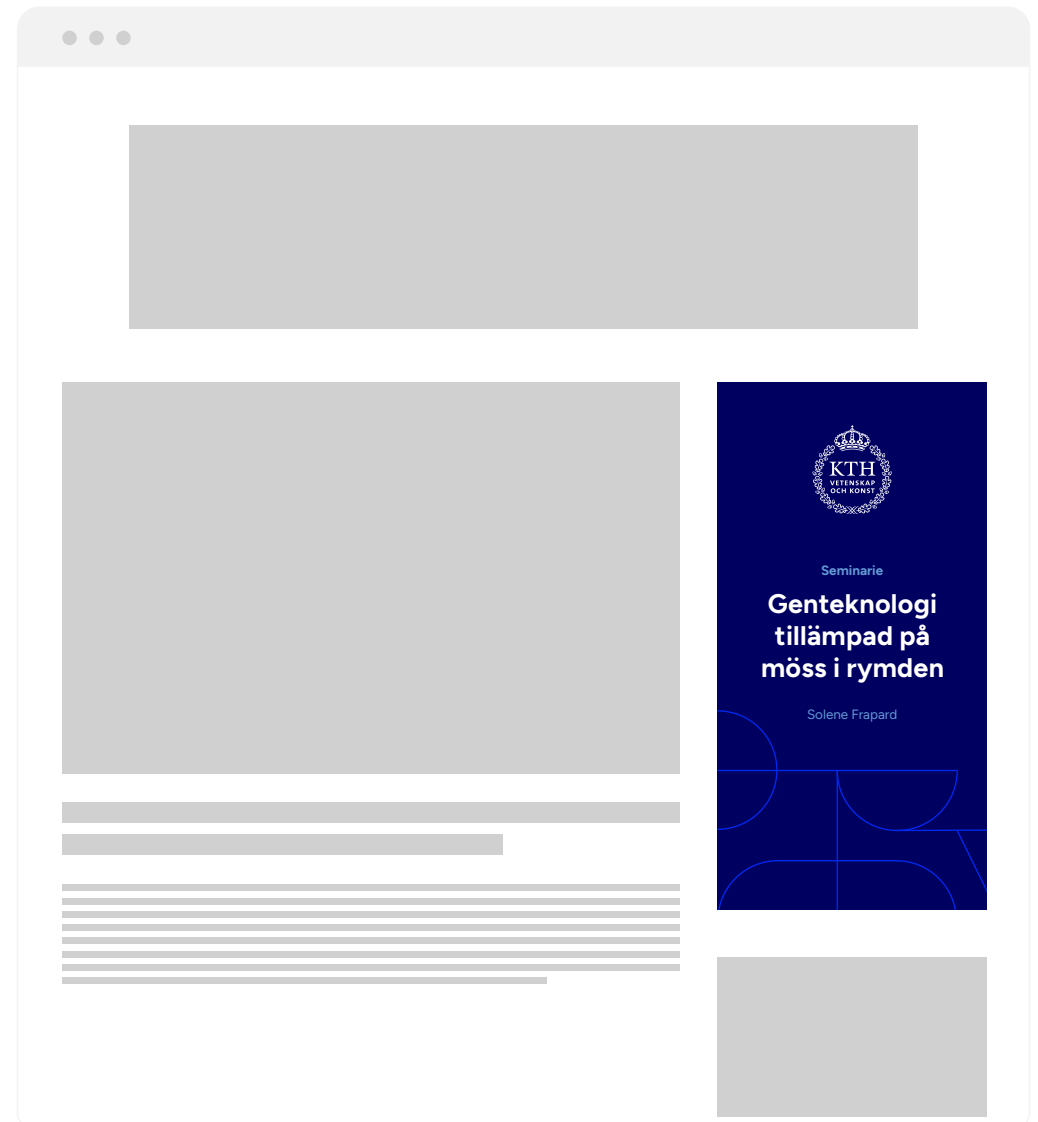 KTH
VETENSKAP
OCH KONST
Seminarie
Genteknologi
tillämpad på
möss i rymden
Solene Frapard